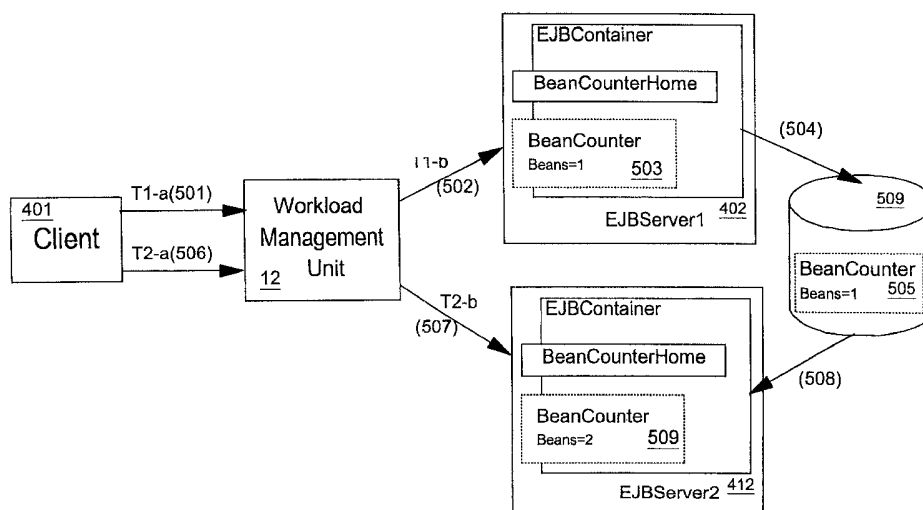 401
Client
T1-a(501)
T2-a(506)
Workload
Management
Unit
12
T1-b
(502)
T2-b
(507)
EJBContainer
BeanCounterHome
BeanCounter
Beans=1 503
EJBServer1 402
(504)
509
BeanCounter
Beans=1 505
(508)
EJBContainer
BeanCounterHome
BeanCounter
Beans=2 509
EJBServer2 412